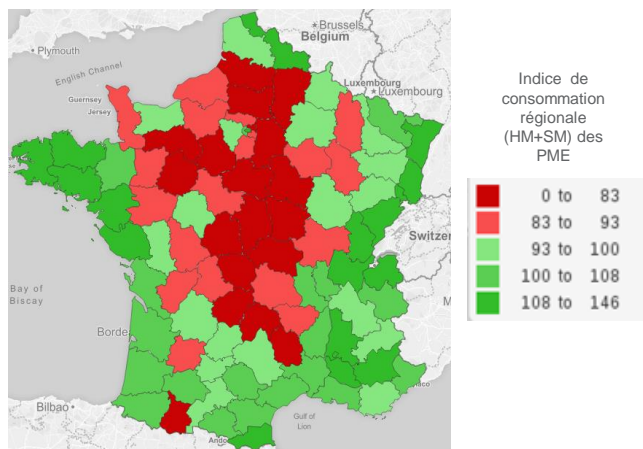 Brussels
Belgium
Plymouth
English Channel
Luxembourg
Luxembourg
Guernsey
Jersey
Switzer
Bay of
Biscay
Borde
Bilbao
Gulf of
Lion
Ando
Indice de
consommation
régionale
(HM+SM) des
PME
0 to 83
83 to 93
93 to 100
100 to 108
108 to 146